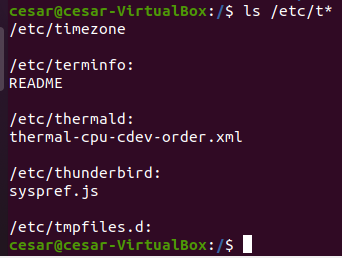 cesar@cesar-VirtualBox:/$ ls /etc/t*
/etc/timezone

/etc/terminfo:
README

/etc/thermald:
thermal-cpu-cdev-order.xml

/etc/thunderbird:
syspref.js

/etc/tmpfiles.d:
cesar@cesar-VirtualBox:/$